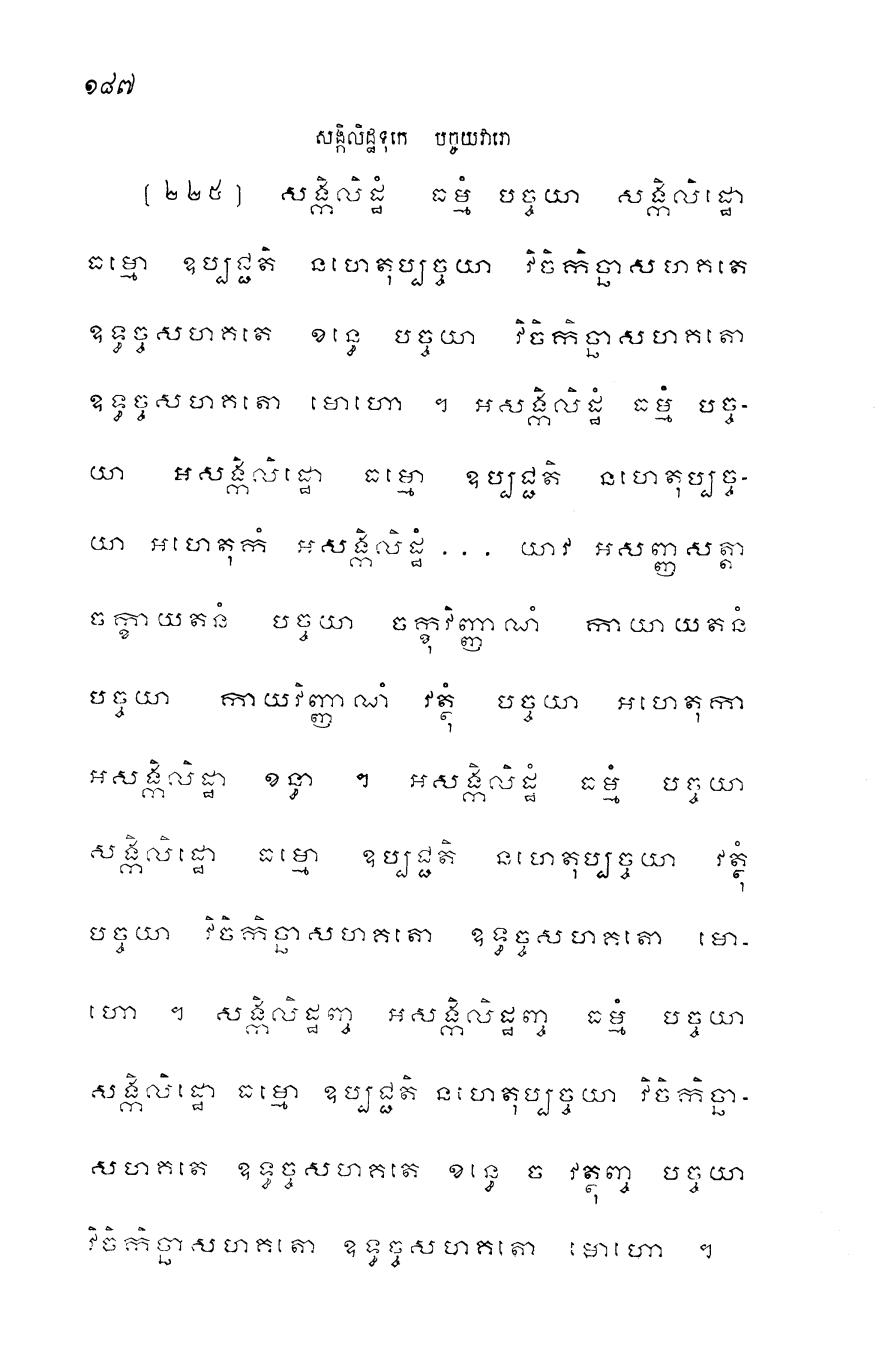 ១៨៧
សង្កិលិដ្ឋទុកេ បច្ចយវារោ
[២២៥] សង្កិលិដ្ឋំ ធម្មំ បច្ចយា សង្កិលិដ្ឋោ
ធម្មោ ឧប្បជ្ជតិ នហេតុប្បច្ចយា វិចិកិច្ឆាសហគតេ
ឧទ្ធច្ចសហគតេ ខន្ធេ បច្ចយា វិចិកិច្ឆាសហគតោ
ឧទ្ធច្ចសហគតោ មោហោ ។ អសង្កិលិដ្ឋំ ធម្មំ បច្ច-
យា អសង្កិលិដ្ឋោ ធម្មោ ឧប្បជ្ជតិ នហេតុប្បច្ច-
យា អហេតុកំ អសង្កិលិដ្ឋំ ... យាវ អសញ្ញសត្តា
ចក្ខាយតនំ បច្ចយា ចក្ខុវិញ្ញាណំ កាយាយតនំ
បច្ចយា កាយវិញ្ញាណំ វត្ថុំ បច្ចយា អហេតុកា
អសង្កិលិដ្ឋា ខន្ធា ។ អសង្កិលិដ្ឋំ ធម្មំ បច្ចយា
សង្កិលិដ្ឋោ ធម្មោ ឧប្បជ្ជតិ នហេតុប្បច្ចយា វត្ថុំ
បច្ចយា វិចិកិច្ឆាសហគតោ ឧទ្ធច្ចសហគតោ មោ-
ហោ ។ សង្កិលិដ្ឋញ្ច អសង្កិលិដ្ឋញ្ច ធម្មំ បច្ចយា
សង្កិលិដ្ឋោ ធម្មោ ឧប្បជ្ជតិ នហេតុប្បច្ចយា វិចិកិច្ឆា-
សហគតេ ឧទ្ធច្ចសហគតេ ខន្ធេ ច វត្ថុញ្ច បច្ចយា
វិចិកិច្ឆាសហគតោ ឧទ្ធច្ចសហគតោ មោហោ ។